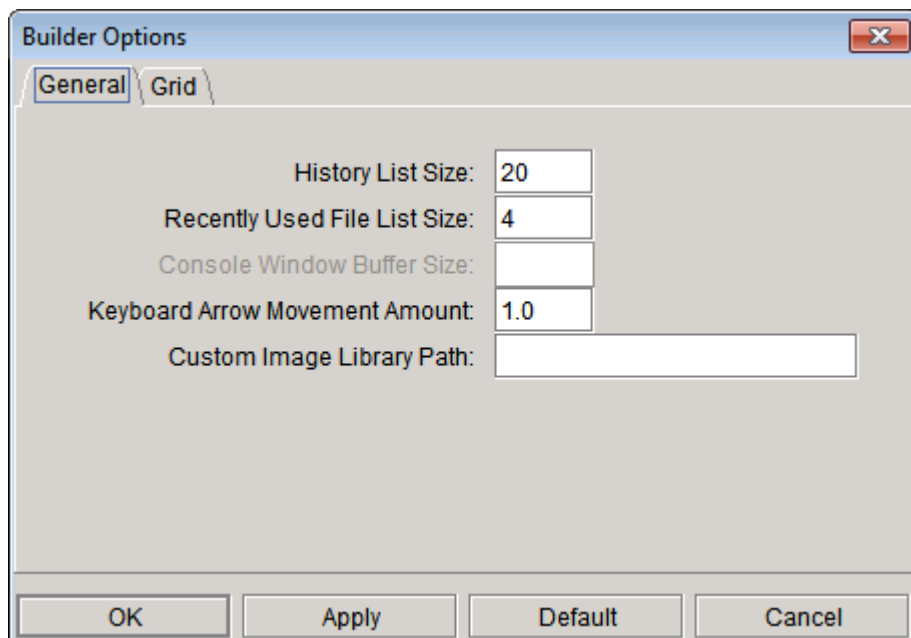 Builder Options
General Grid
History List Size: 20
Recently Used File List Size: 4
Console Window Buffer Size:
Keyboard Arrow Movement Amount: 1.0
Custom Image Library Path:
OK Apply Default Cancel